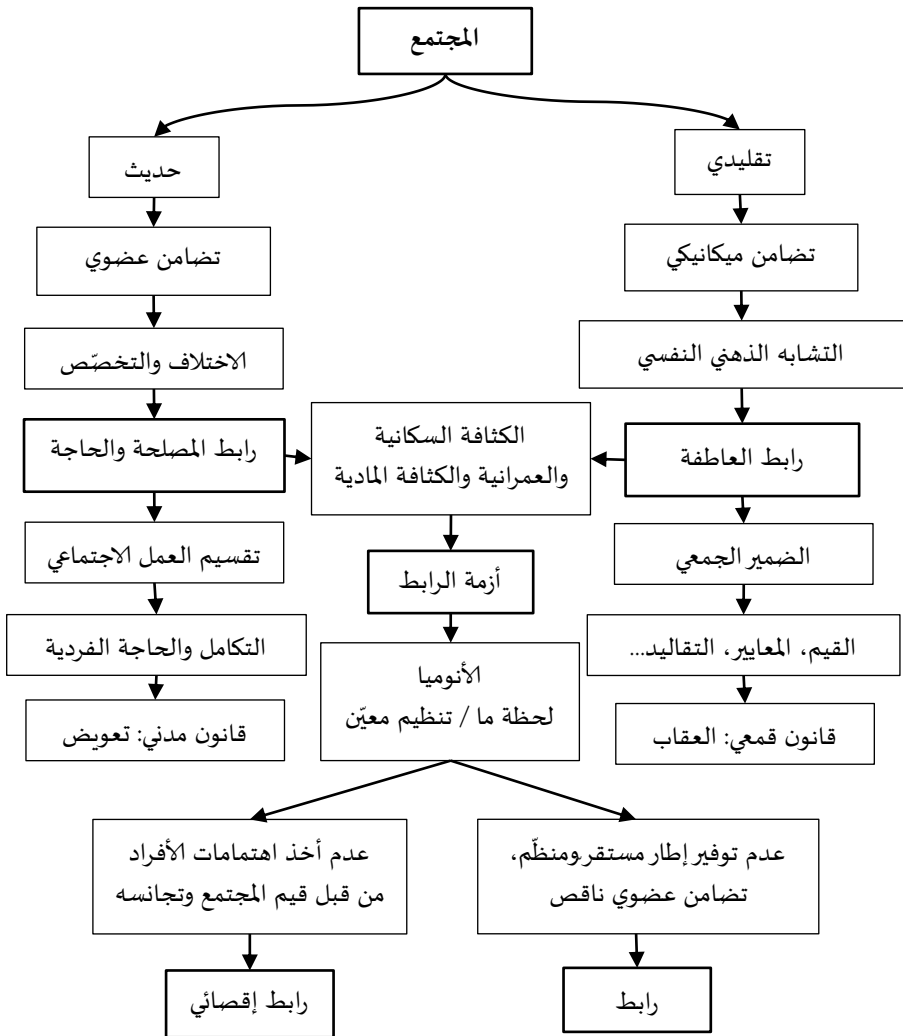 المجتمع
تقليدي
حديث
تضامن ميكانيكي
تضامن عضوي
التشابه الذهني النفسي
الاختلاف والتخصّص
رابط العاطفة
الكثافة السكانية
والعمرانية والكثافة المادية
رابط المصلحة والحاجة
الضمير الجمعي
أزمة الرابط
تقسيم العمل الاجتماعي
القيم، المعايير، التقاليد...
التكامل والحاجة الفردية
الأنوميا
لحظة ما / تنظيم معيّن
قانون قمعي: العقاب
قانون مدني: تعويض
عدم توفير إطار مستقر ومنظّم،
تضامن عضوي ناقص
عدم أخذ اهتمامات الأفراد
من قبل قيم المجتمع وتجانسه
رابط
رابط إقصائي